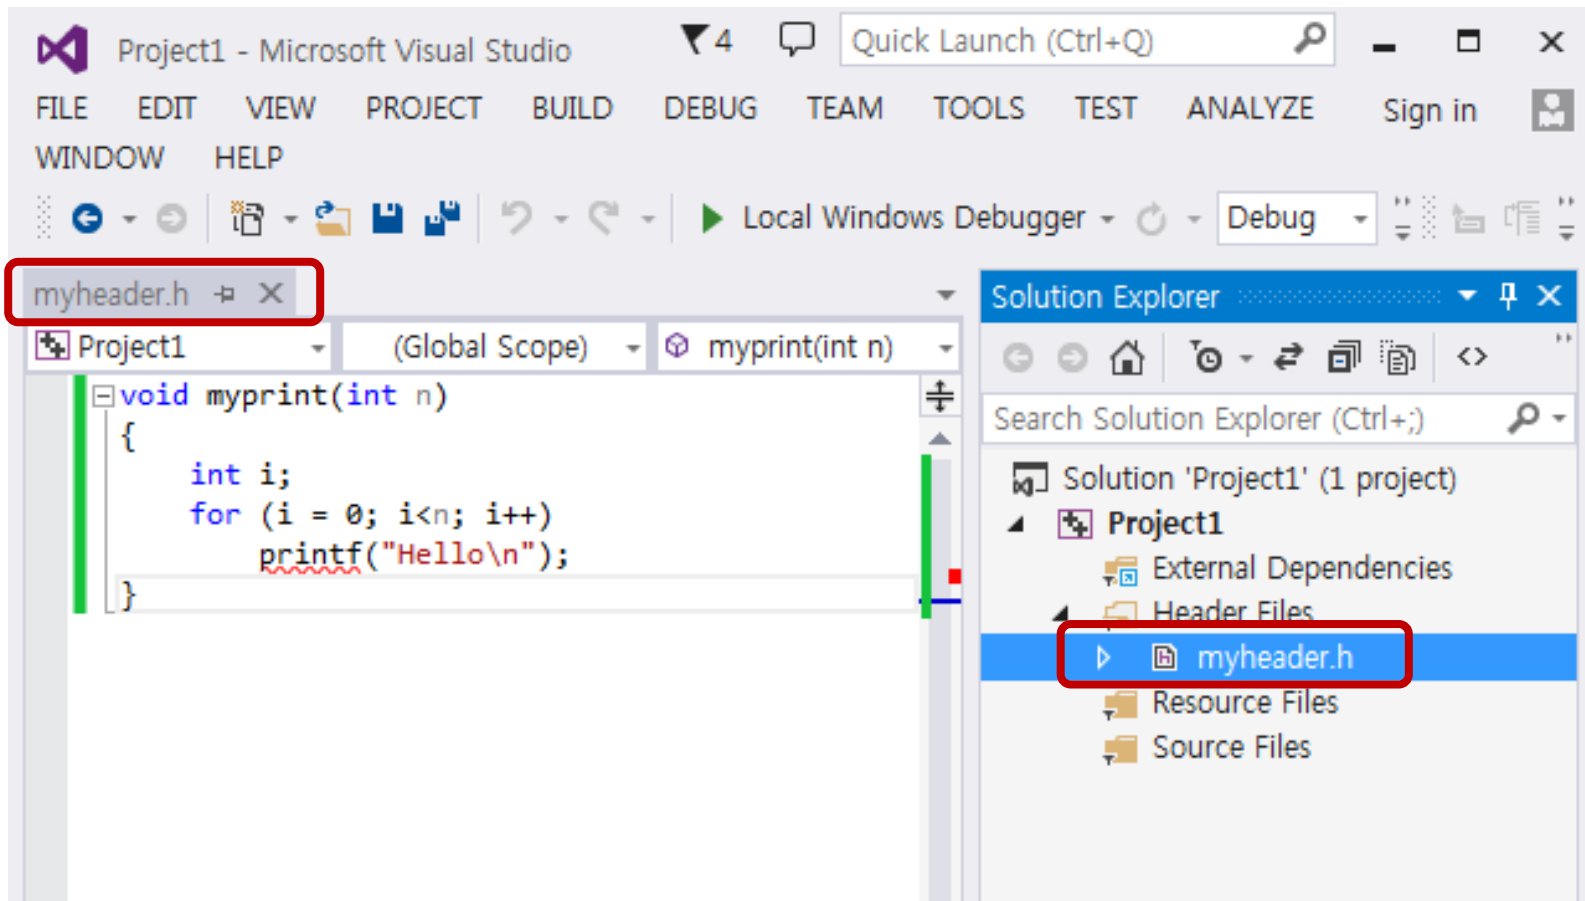 Project1 - Microsoft Visual Studio
4
Quick Launch (Ctrl+Q)
FILE EDIT VIEW PROJECT BUILD DEBUG TEAM TOOLS TEST ANALYZE Sign in
WINDOW HELP
Local Windows Debugger Debug
myheader.h
Project1 (Global Scope) myprint(int n)
void myprint(int n)
{
int i;
for (i = 0; i<n; i++)
printf("Hello\n");
}
Solution Explorer
Search Solution Explorer (Ctrl+;)
Solution 'Project1' (1 project)
Project1
External Dependencies
Header Files
myheader.h
Resource Files
Source Files